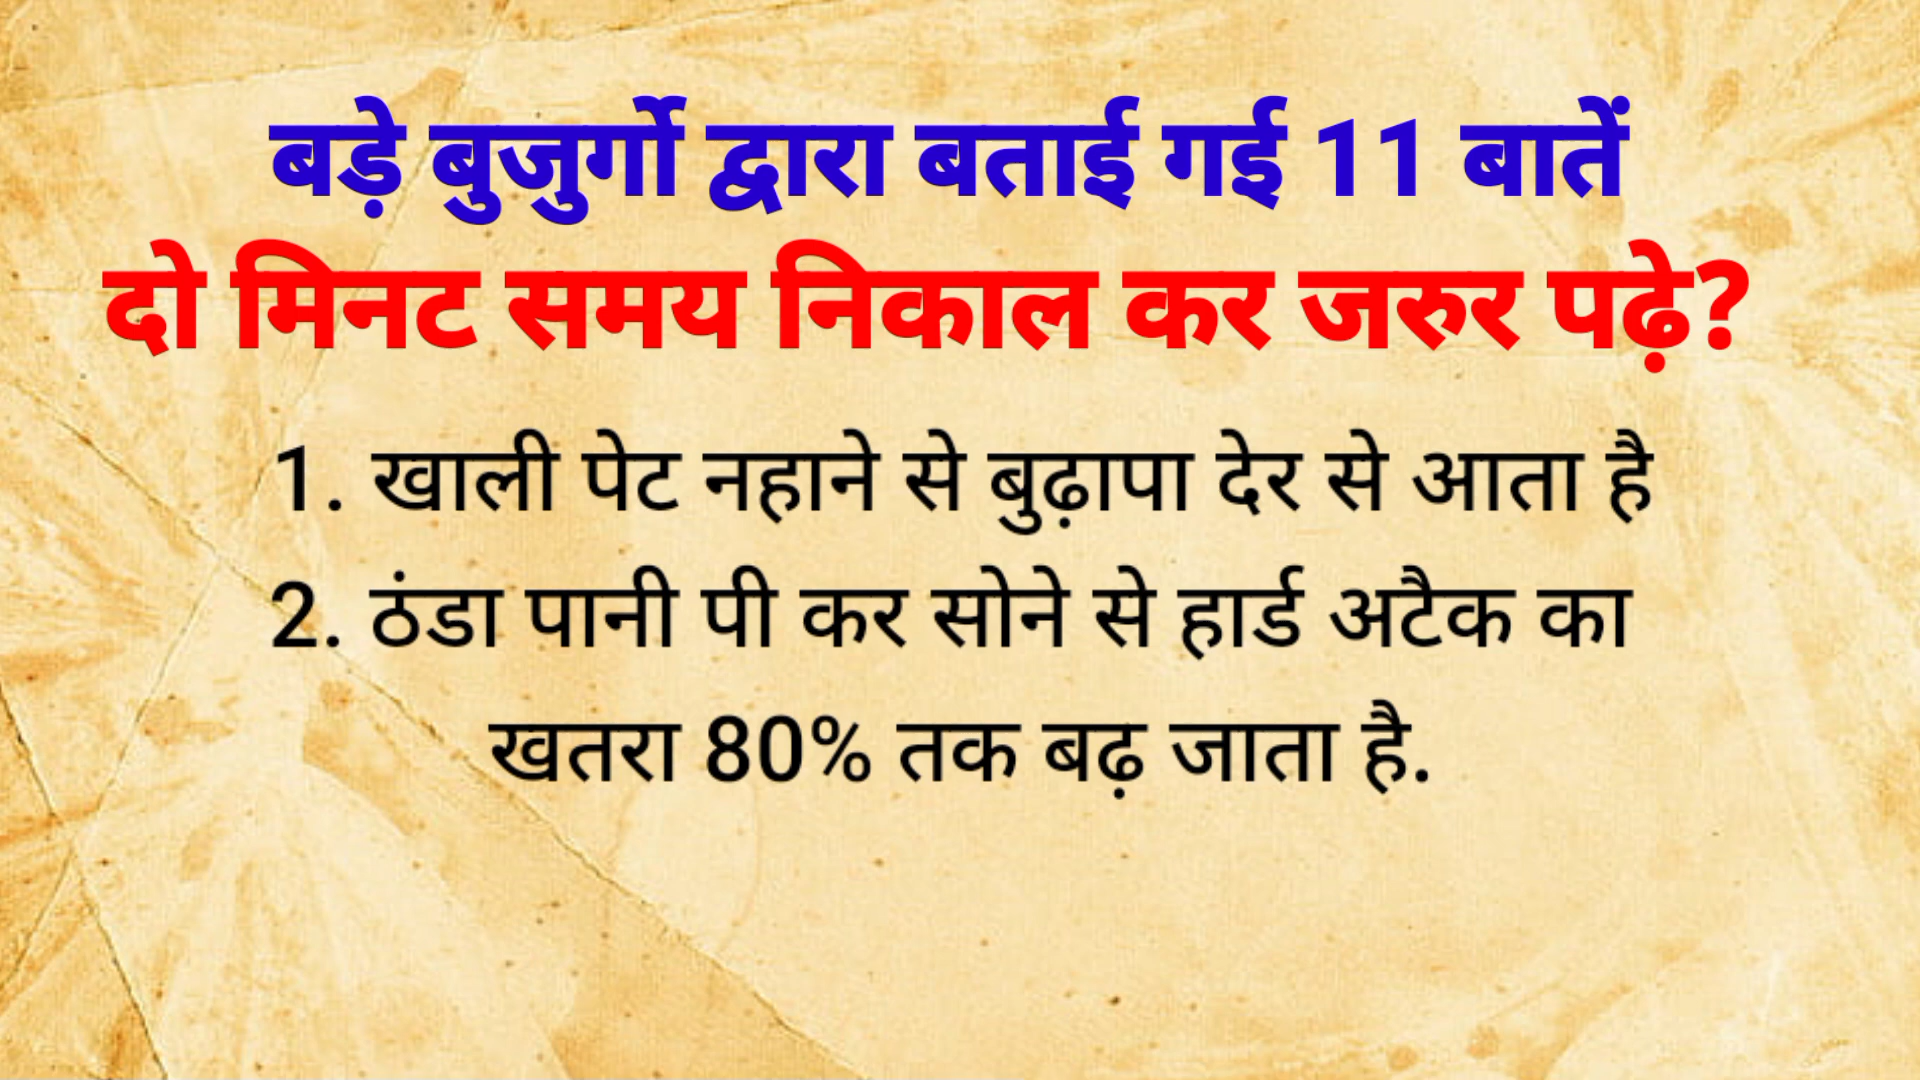 बड़े बुजुर्गो द्वारा बताई गई 11 बातें
दो मिनट समय निकाल कर जरुर पढ़े?
1. खाली पेट नहाने से बुढ़ापा देर से आता है
2. ठंडा पानी पी कर सोने से हार्ड अटैक का
खतरा 80% तक बढ़ जाता है.